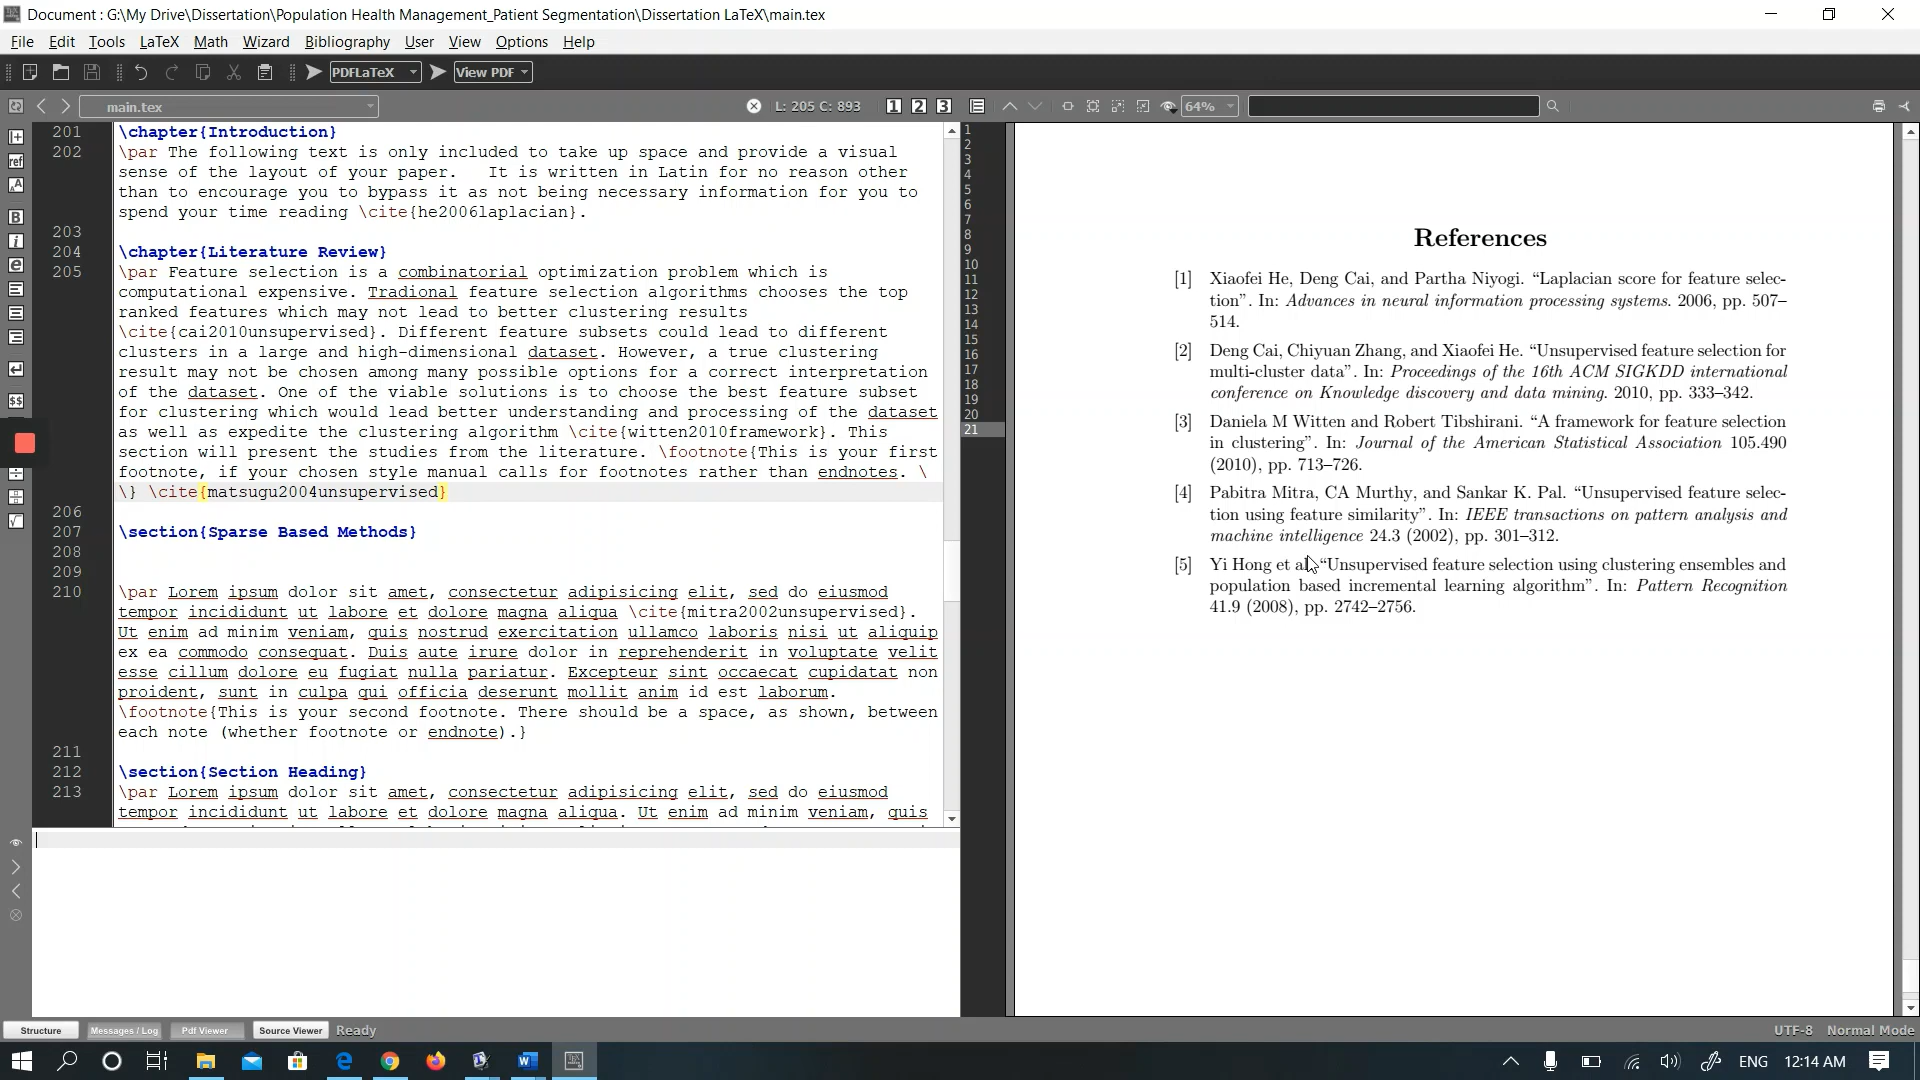 Document : G:\My Drive\Dissertation\Population Health Management_Patient Segmentation\Dissertation LaTeX\main.tex
File Edit Tools LaTeX Math Wizard Bibliography User View Options Help
PDFLaTeX View PDF
main.tex L: 205 C: 893 1 2 3 64%
201 \chapter{Introduction}
202 \par The following text is only included to take up space and provide a visual
sense of the layout of your paper. It is written in Latin for no reason other
than to encourage you to bypass it as not being necessary information for you to
spend your time reading \cite{he2006laplacian}.
203
204 \chapter{Literature Review}
205 \par Feature selection is a combinatorial optimization problem which is
computational expensive. Tradional feature selection algorithms chooses the top
ranked features which may not lead to better clustering results
\cite{cai2010unsupervised}. Different feature subsets could lead to different
clusters in a large and high-dimensional dataset. However, a true clustering
result may not be chosen among many possible options for a correct interpretation
of the dataset. One of the viable solutions is to choose the best feature subset
for clustering which would lead better understanding and processing of the dataset
as well as expedite the clustering algorithm \cite{witten2010framework}. This
section will present the studies from the literature. \footnote{This is your first
footnote, if your chosen style manual calls for footnotes rather than endnotes. \
\} \cite{matsugu2004unsupervised}
206
207 \section{Sparse Based Methods}
208
209
210 \par Lorem ipsum dolor sit amet, consectetur adipisicing elit, sed do eiusmod
tempor incididunt ut labore et dolore magna aliqua \cite{mitra2002unsupervised}.
Ut enim ad minim veniam, quis nostrud exercitation ullamco laboris nisi ut aliquip
ex ea commodo consequat. Duis aute irure dolor in reprehenderit in voluptate velit
esse cillum dolore eu fugiat nulla pariatur. Excepteur sint occaecat cupidatat non
proident, sunt in culpa qui officia deserunt mollit anim id est laborum.
\footnote{This is your second footnote. There should be a space, as shown, between
each note (whether footnote or endnote).}
211
212 \section{Section Heading}
213 \par Lorem ipsum dolor sit amet, consectetur adipisicing elit, sed do eiusmod
tempor incididunt ut labore et dolore magna aliqua. Ut enim ad minim veniam, quis
1
2
3
4
5
6
7
8
9
10
11
12
13
14
15
16
17
18
19
20
21
References
[1] Xiaofei He, Deng Cai, and Partha Niyogi. “Laplacian score for feature selec-
tion”. In: Advances in neural information processing systems. 2006, pp. 507–
514.
[2] Deng Cai, Chiyuan Zhang, and Xiaofei He. “Unsupervised feature selection for
multi-cluster data”. In: Proceedings of the 16th ACM SIGKDD international
conference on Knowledge discovery and data mining. 2010, pp. 333–342.
[3] Daniela M Witten and Robert Tibshirani. “A framework for feature selection
in clustering”. In: Journal of the American Statistical Association 105.490
(2010), pp. 713–726.
[4] Pabitra Mitra, CA Murthy, and Sankar K. Pal. “Unsupervised feature selec-
tion using feature similarity”. In: IEEE transactions on pattern analysis and
machine intelligence 24.3 (2002), pp. 301–312.
[5] Yi Hong et al. “Unsupervised feature selection using clustering ensembles and
population based incremental learning algorithm”. In: Pattern Recognition
41.9 (2008), pp. 2742–2756.
Structure Messages / Log Pdf Viewer Source Viewer Ready UTF-8 Normal Mode
ENG 12:14 AM